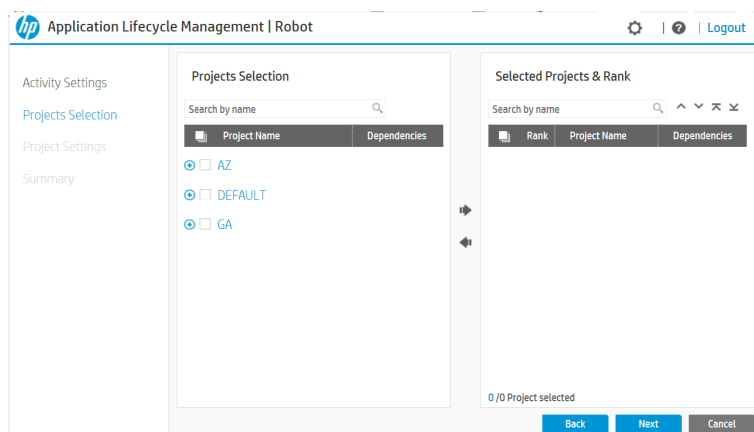 hp Application Lifecycle Management | Robot
| | Logout
Activity Settings
Projects Selection
Project Settings
Summary
Projects Selection
Search by name
Project Name Dependencies
AZ
DEFAULT
GA
Selected Projects & Rank
Search by name
Rank Project Name Dependencies
0 /0 Project selected
Back Next Cancel